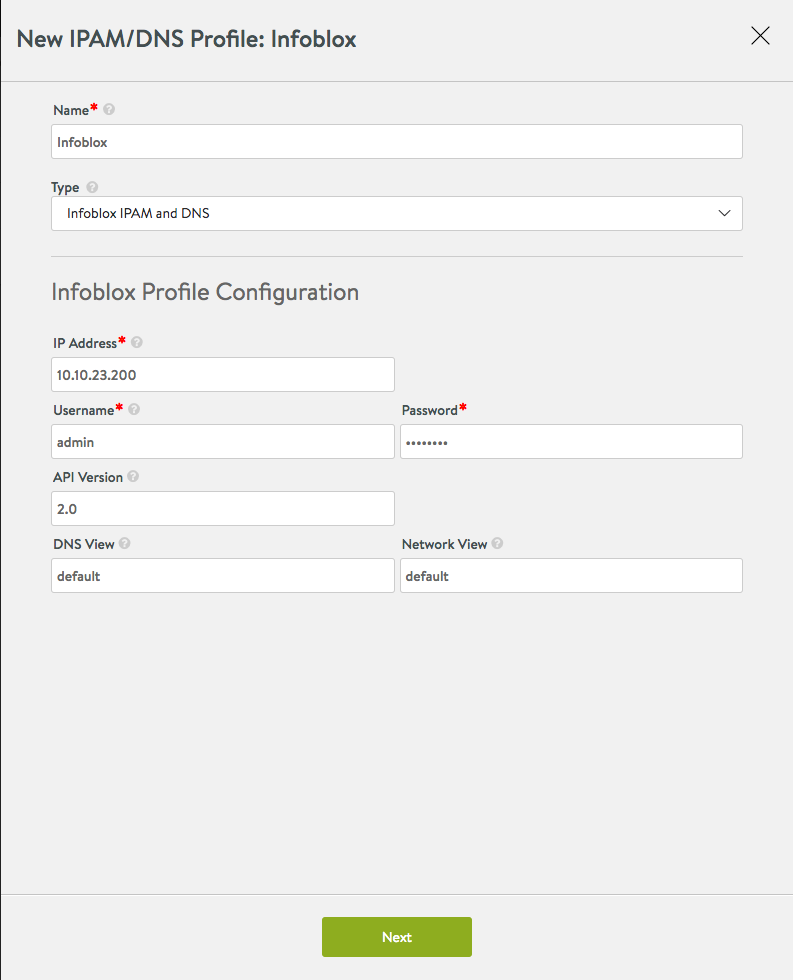 New IPAM/DNS Profile: Infoblox
Name* ?
Infoblox
Type ?
Infoblox IPAM and DNS
Infoblox Profile Configuration
IP Address* ?
10.10.23.200
Username* ? Password*
admin ••••••••
API Version ?
2.0
DNS View ? Network View ?
default default
Next